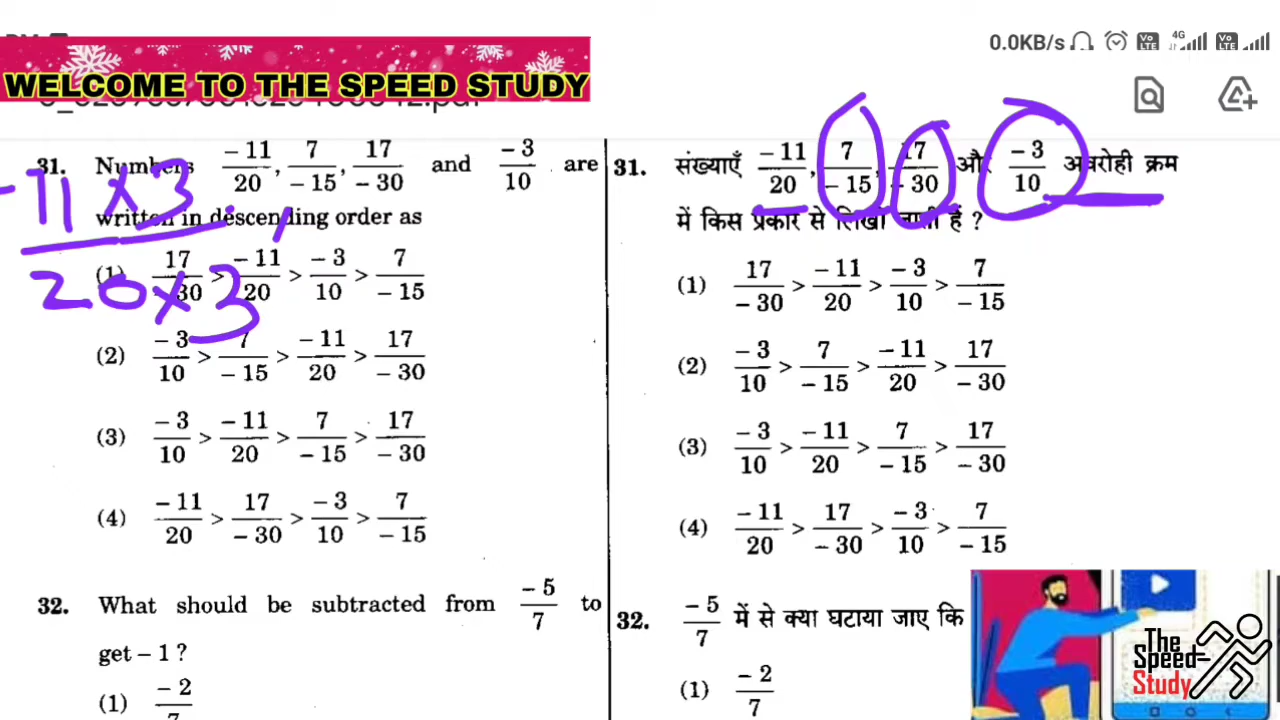 0.0KB/s Vo LTE 4G Vo LTE
WELCOME TO THE SPEED STUDY
31. Numbers -11/20, 7/-15, 17/-30 and -3/10 are
written in descending order as
(1) 17/-30 > -11/20 > -3/10 > 7/-15
(2) -3/10 > 7/-15 > -11/20 > 17/-30
(3) -3/10 > -11/20 > 7/-15 > 17/-30
(4) -11/20 > 17/-30 > -3/10 > 7/-15
32. What should be subtracted from -5/7 to
get – 1 ?
(1) -2/7
-11 × 3
20 × 3
31. संख्याएँ -11/20, 7/-15, 17/-30 और -3/10 अवरोही क्रम
में किस प्रकार से लिखी जाती हैं ?
(1) 17/-30 > -11/20 > -3/10 > 7/-15
(2) -3/10 > 7/-15 > -11/20 > 17/-30
(3) -3/10 > -11/20 > 7/-15 > 17/-30
(4) -11/20 > 17/-30 > -3/10 > 7/-15
32. -5/7 में से क्या घटाया जाए कि
(1) -2/7
The
Speed
Study